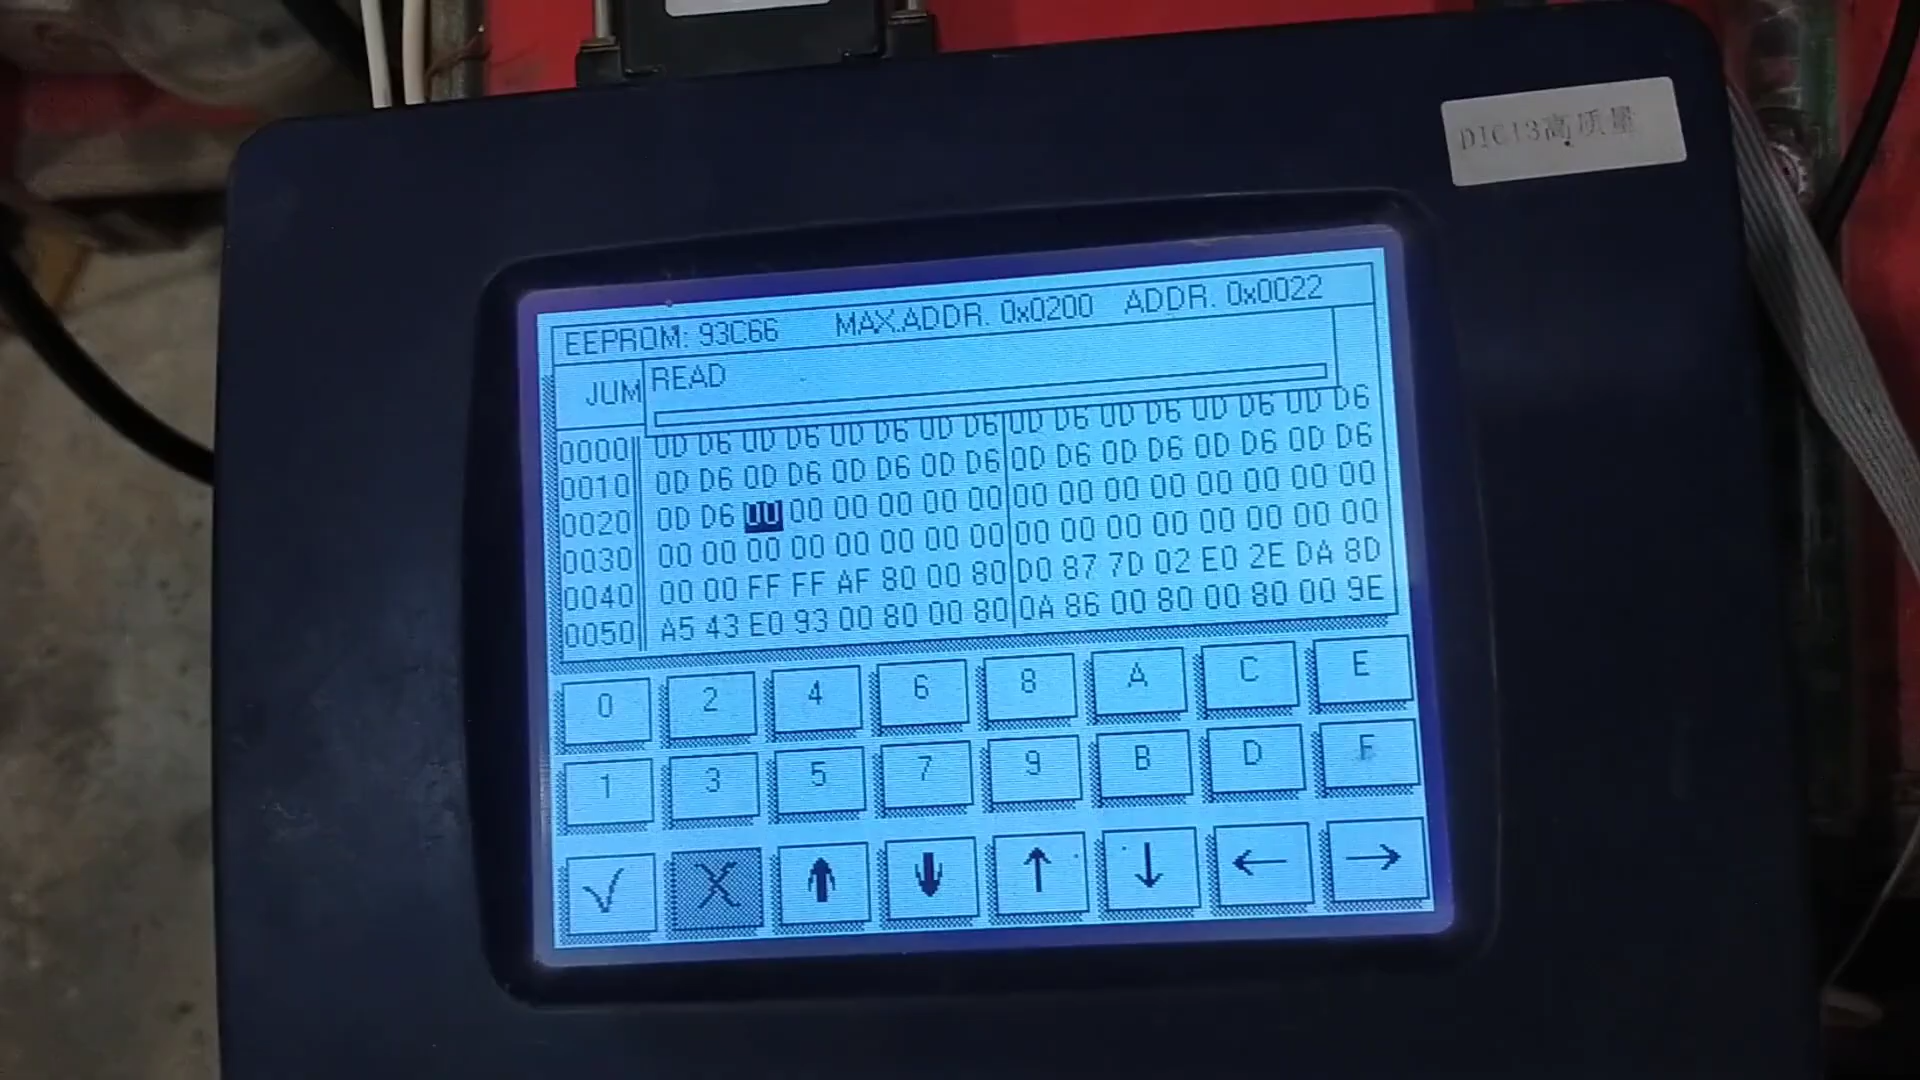 DIC13高质量
EEPROM: 93C66 MAX.ADDR. 0x0200 ADDR. 0x0022
JUM READ
0000 0D D6 0D D6 0D D6 0D D6 0D D6 0D D6 0D D6 0D D6
0010 0D D6 0D D6 0D D6 0D D6 0D D6 0D D6 0D D6 0D D6
0020 0D D6 00 00 00 00 00 00 00 00 00 00 00 00 00 00
0030 00 00 00 00 00 00 00 00 00 00 00 00 00 00 00 00
0040 00 00 FF FF AF 80 00 80 D0 87 7D 02 E0 2E DA 8D
0050 A5 43 E0 93 00 80 00 80 0A 86 00 80 00 80 00 9E
0 2 4 6 8 A C E
1 3 5 7 9 B D F
√ X ↑ ↓ ↑ ↓ ← →